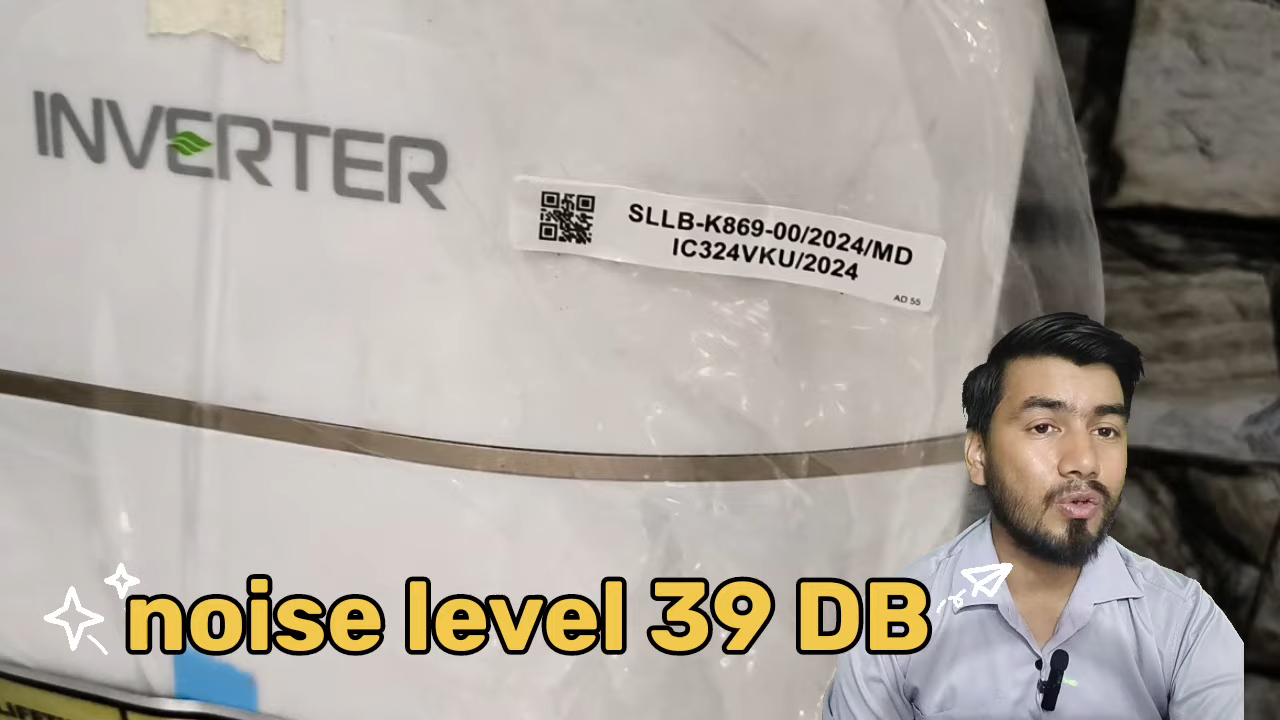 INVERTER
SLLB-K869-00/2024/MD
IC324VKU/2024
AD 55
noise level 39 DB